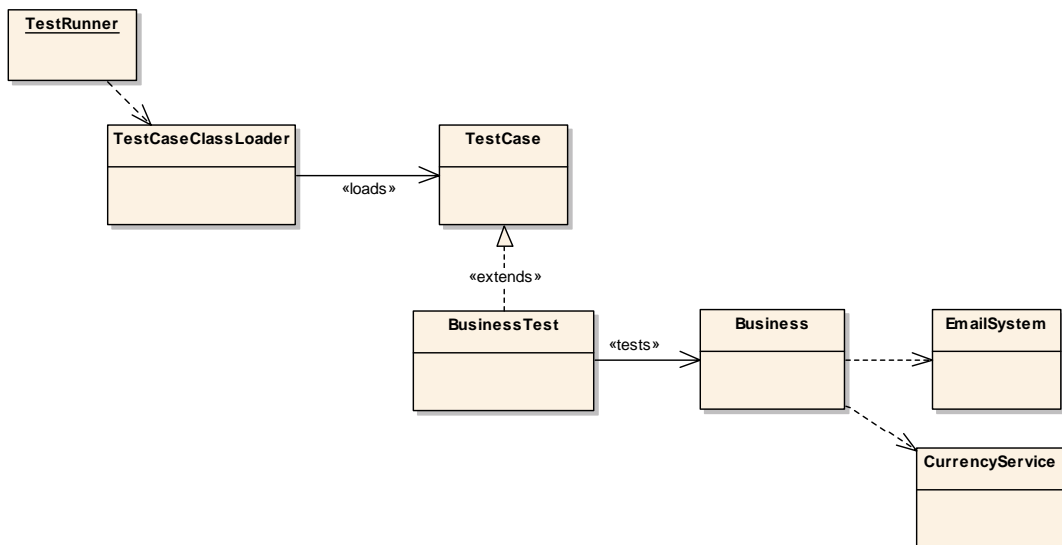 TestRunner
TestCaseClassLoader
TestCase
«loads»
«extends»
BusinessTest
«tests»
Business
EmailSystem
CurrencyService